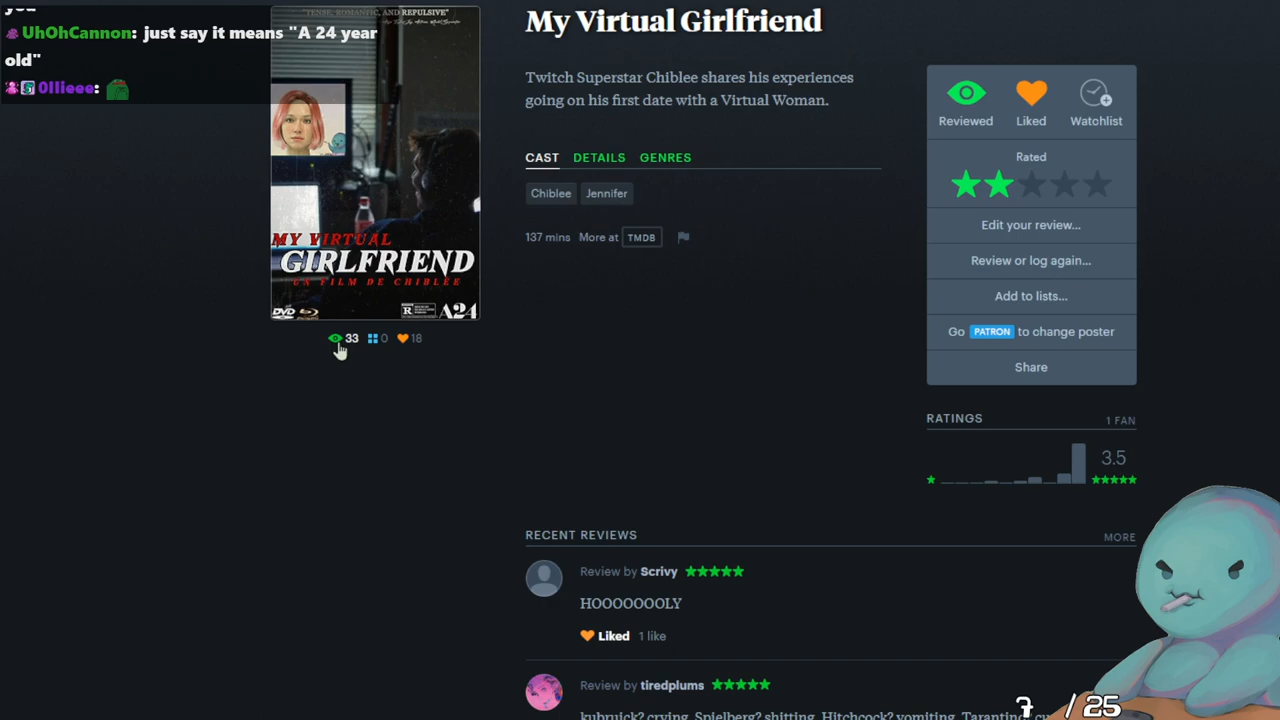 you
UhOhCannon: just say it means "A 24 year
old"
0llieee:
"TENSE, ROMANTIC, AND REPULSIVE"
MY VIRTUAL
GIRLFRIEND
UN FILM DE CHIBLEE
DVD
R
A24
33 0 18
My Virtual Girlfriend
Twitch Superstar Chiblee shares his experiences
going on his first date with a Virtual Woman.
CAST DETAILS GENRES
Chiblee Jennifer
137 mins More at TMDB
Reviewed Liked Watchlist
Rated
Edit your review...
Review or log again...
Add to lists...
Go PATRON to change poster
Share
RATINGS 1 FAN
3.5
RECENT REVIEWS MORE
Review by Scrivy
HOOOOOOOLY
Liked 1 like
Review by tiredplums
kubruick? crying. Spielberg? shitting. Hitchcock? vomiting.
7 / 25